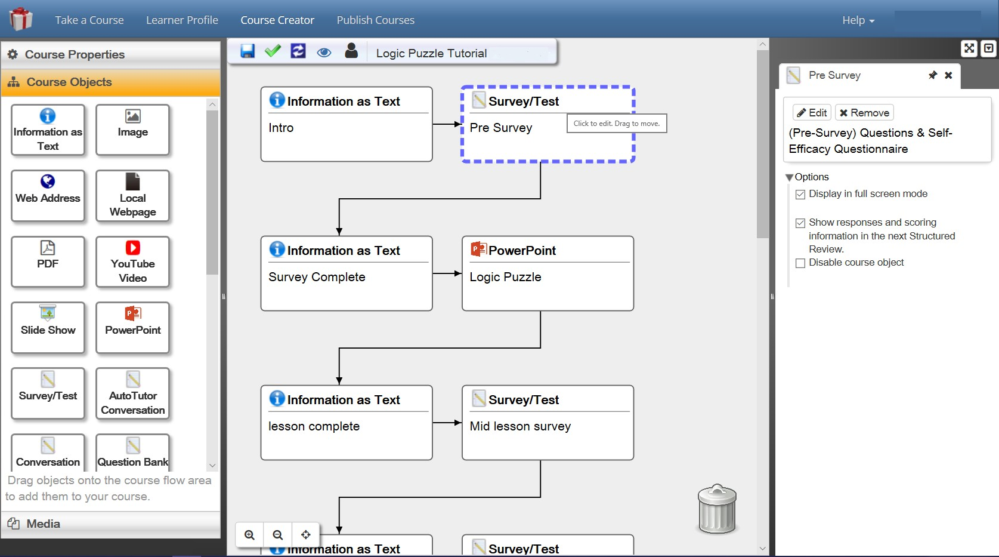 Take a Course
Learner Profile
Course Creator
Publish Courses
Help
Course Properties
Course Objects
Information as
Text
Image
Web Address
Local
Webpage
PDF
YouTube
Video
Slide Show
PowerPoint
Survey/Test
AutoTutor
Conversation
Conversation
Question Bank
Drag objects onto the course flow area
to add them to your course.
Media
Logic Puzzle Tutorial
Information as Text
Intro
Survey/Test
Pre Survey
Click to edit. Drag to move.
Information as Text
Survey Complete
PowerPoint
Logic Puzzle
Information as Text
lesson complete
Survey/Test
Mid lesson survey
Information as Text
Survey/Test
Pre Survey
Edit
Remove
(Pre-Survey) Questions & Self-
Efficacy Questionnaire
Options
Display in full screen mode
Show responses and scoring
information in the next Structured
Review.
Disable course object